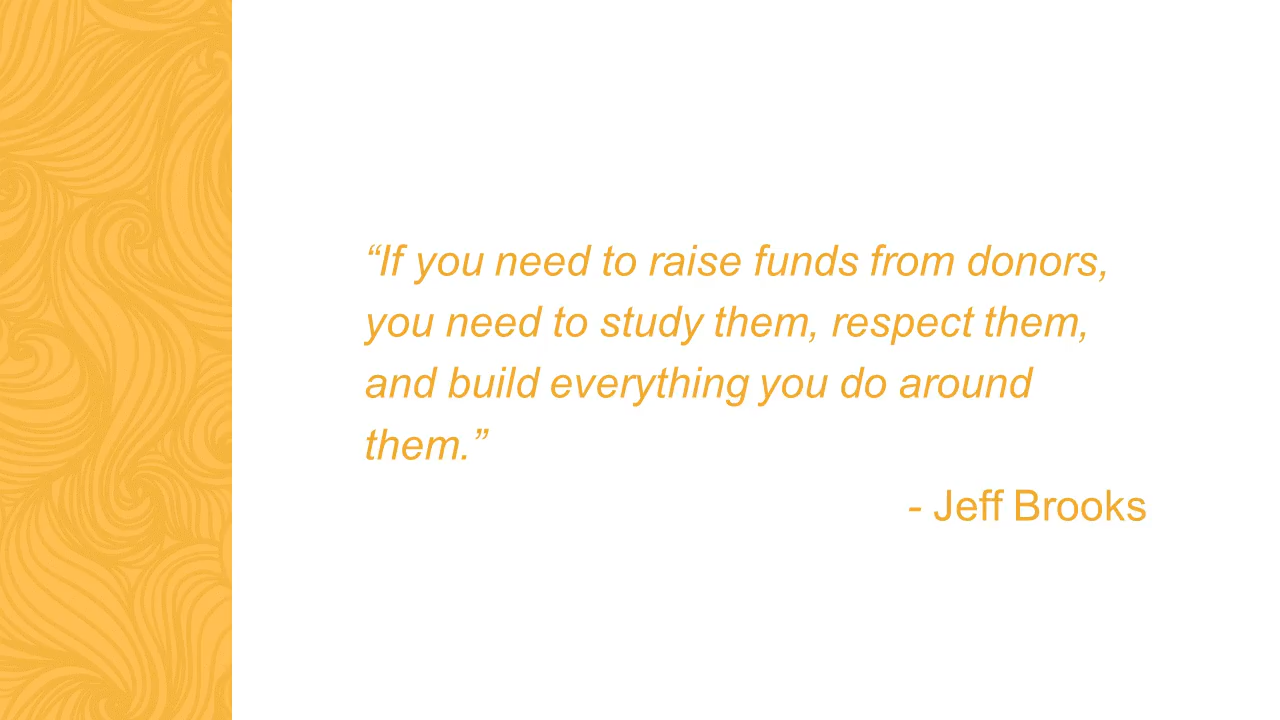 “If you need to raise funds from donors,
you need to study them, respect them,
and build everything you do around
them.”
- Jeff Brooks